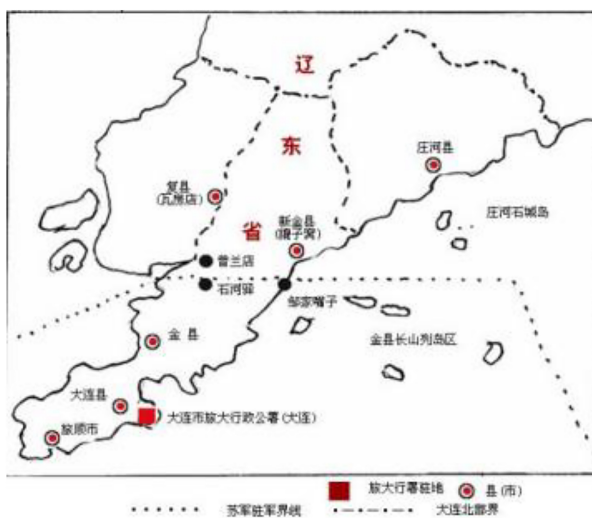 辽
东
省
庄河县
复县
(瓦房店)
庄河石城岛
新金县
(貔子窝)
普兰店
石河驿
邹家嘴子
金县
金县长山列岛区
大连县
大连市旅大行政公署(大连)
旅顺市
旅大行署驻地
县(市)
苏军驻军界线
大连北部界